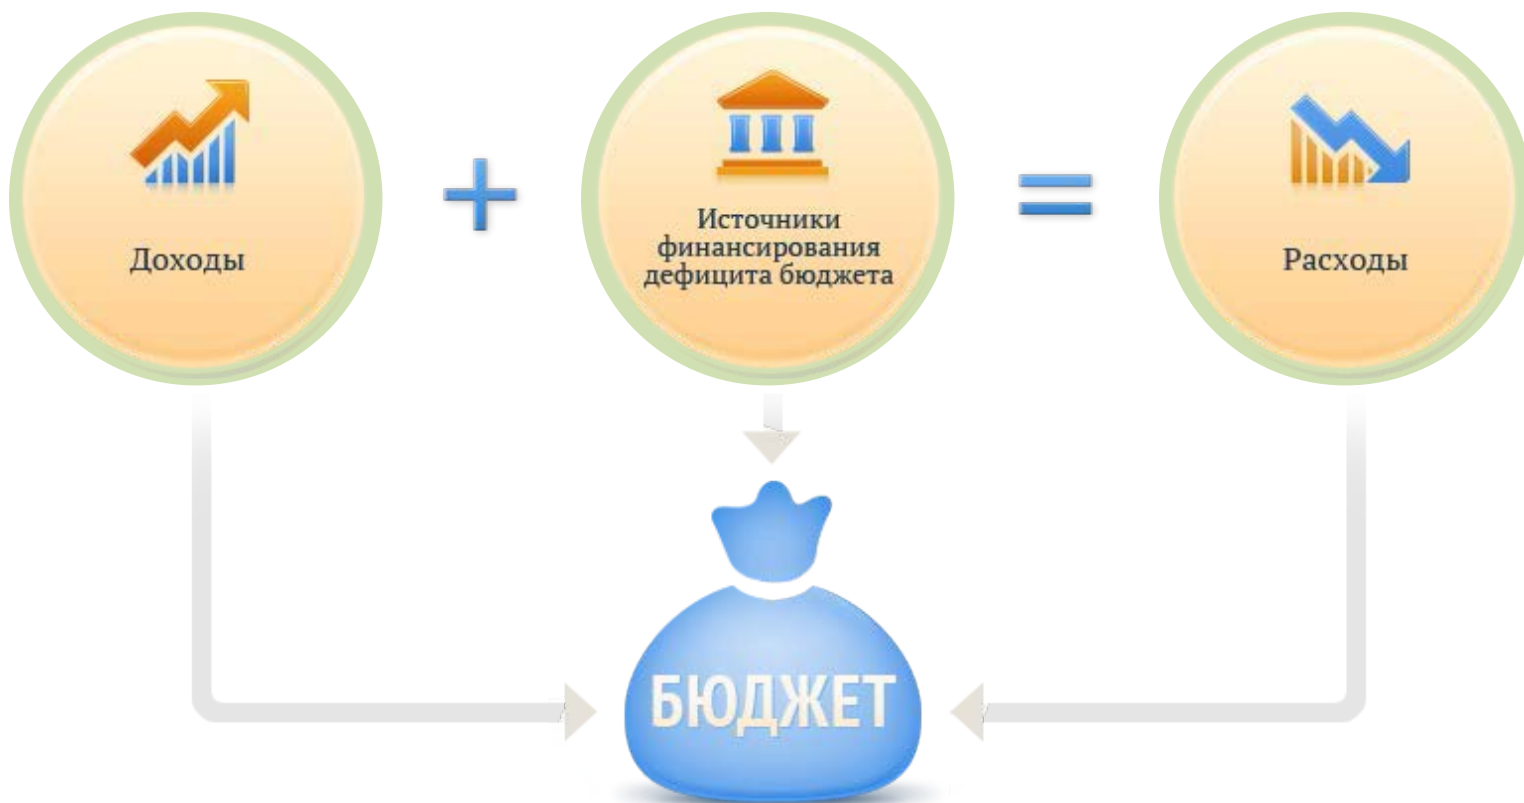 Доходы
+
Источники
финансирования
дефицита бюджета
=
Расходы
БЮДЖЕТ